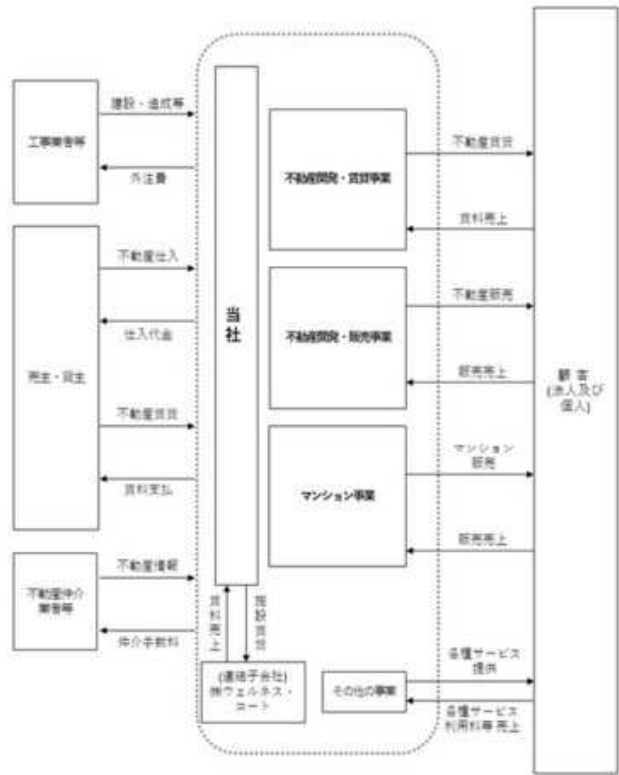 建設・造成等
工事業者等
外注費
不動産仕入
仕入代金
売主・貸主
不動産賃貸
賃料支払
不動産情報
不動産仲介
業者等
仲介手数料
当
社
賃料売上
施設賃貸
(連結子会社)
㈱ウェルネス・
コート
不動産開発・賃貸事業
不動産開発・販売事業
マンション事業
その他の事業
不動産賃貸
賃料売上
不動産販売
販売売上
マンション
販売
販売売上
各種サービス
提供
各種サービス
利用料等 売上
顧 客
(法人及び
個人)